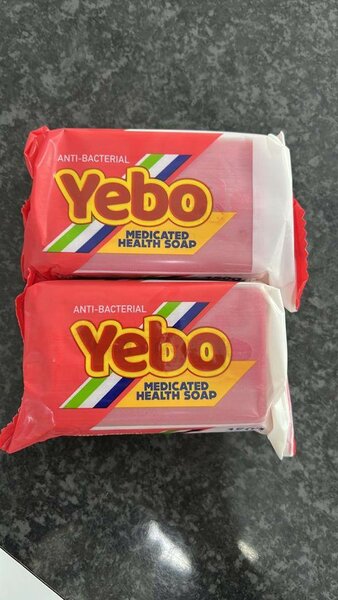 ANTI-BACTERIAL
Yebo
MEDICATED
HEALTH SOAP
ANTI-BACTERIAL
Yebo
MEDICATED
HEALTH SOAP